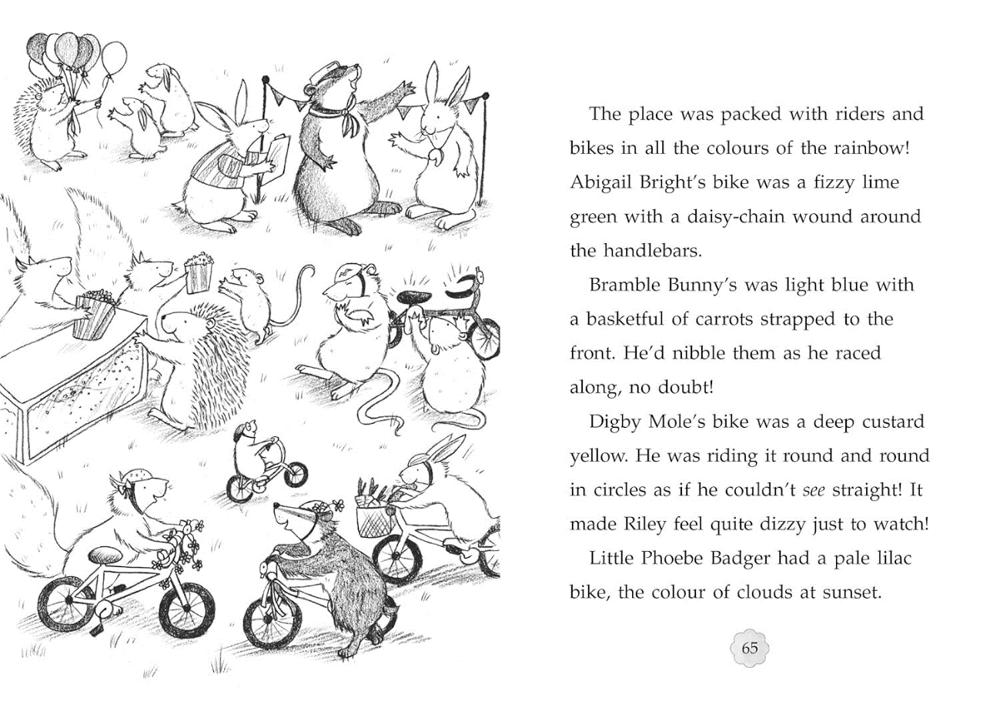 The place was packed with riders and
bikes in all the colours of the rainbow!
Abigail Bright’s bike was a fizzy lime
green with a daisy-chain wound around
the handlebars.
Bramble Bunny’s was light blue with
a basketful of carrots strapped to the
front. He’d nibble them as he raced
along, no doubt!
Digby Mole’s bike was a deep custard
yellow. He was riding it round and round
in circles as if he couldn’t see straight! It
made Riley feel quite dizzy just to watch!
Little Phoebe Badger had a pale lilac
bike, the colour of clouds at sunset.
65